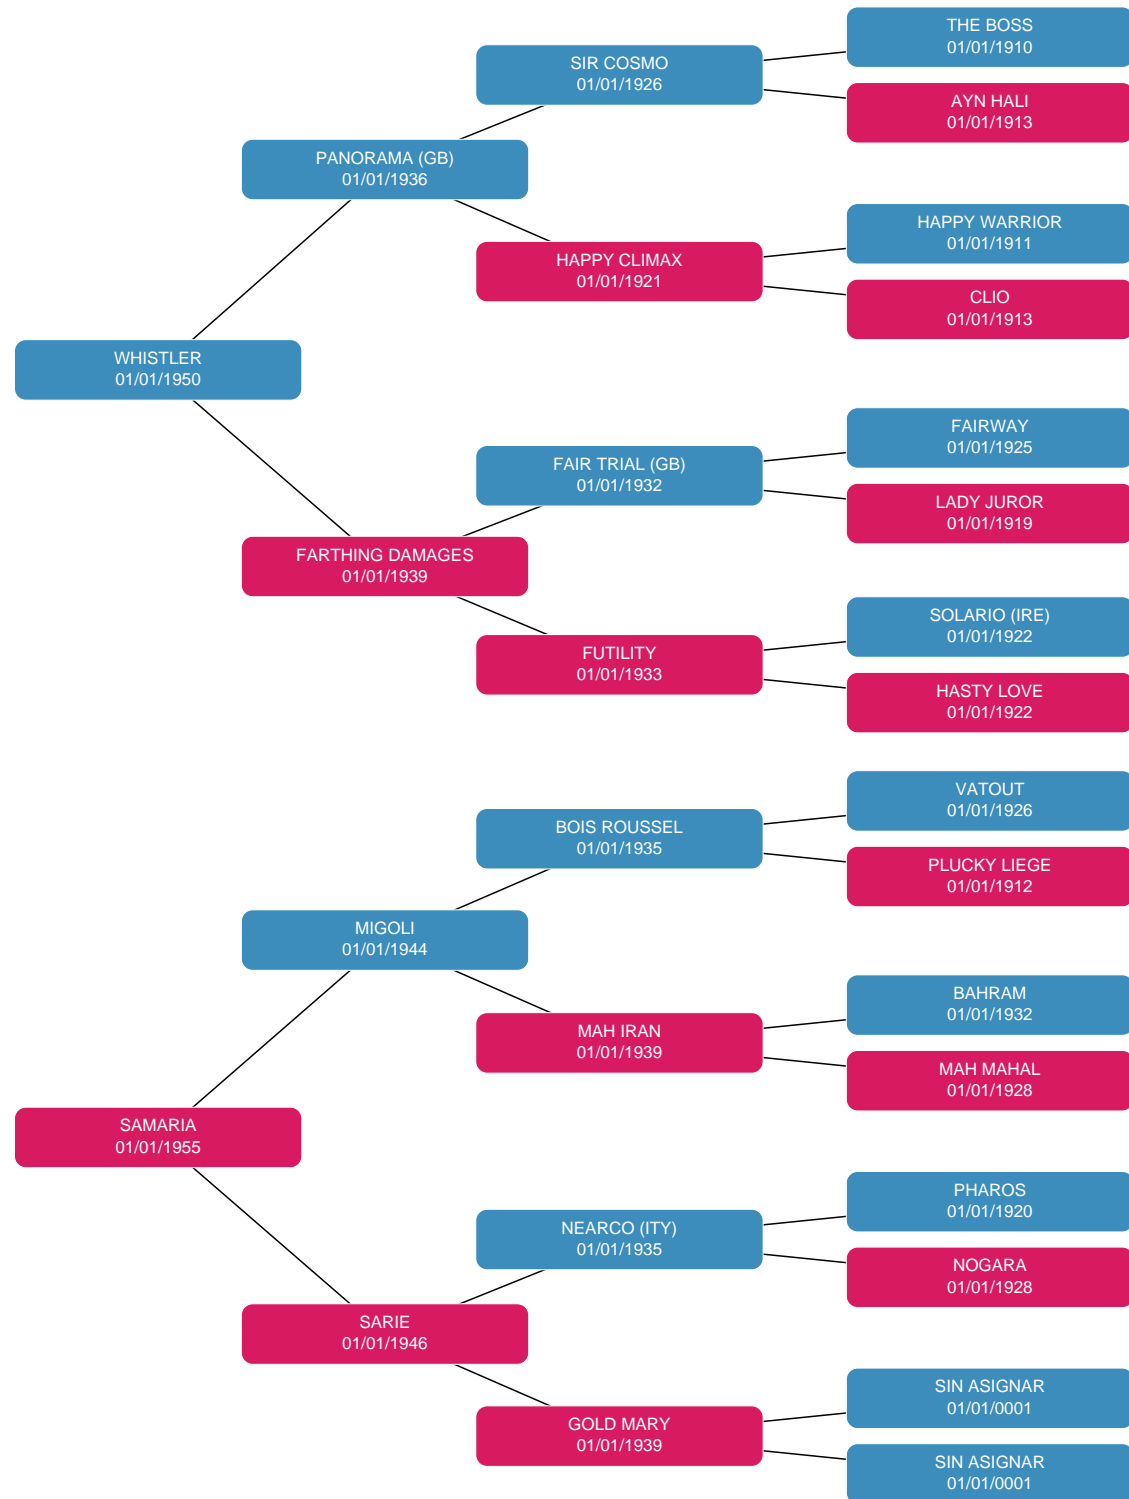 THE BOSS
01/01/1910
SIR COSMO
01/01/1926
AYN HALI
01/01/1913
PANORAMA (GB)
01/01/1936
HAPPY WARRIOR
01/01/1911
HAPPY CLIMAX
01/01/1921
CLIO
01/01/1913
WHISTLER
01/01/1950
FAIRWAY
01/01/1925
FAIR TRIAL (GB)
01/01/1932
LADY JUROR
01/01/1919
FARTHING DAMAGES
01/01/1939
SOLARIO (IRE)
01/01/1922
FUTILITY
01/01/1933
HASTY LOVE
01/01/1922
VATOUT
01/01/1926
BOIS ROUSSEL
01/01/1935
PLUCKY LIEGE
01/01/1912
MIGOLI
01/01/1944
BAHRAM
01/01/1932
MAH IRAN
01/01/1939
MAH MAHAL
01/01/1928
SAMARIA
01/01/1955
PHAROS
01/01/1920
NEARCO (ITY)
01/01/1935
NOGARA
01/01/1928
SARIE
01/01/1946
SIN ASIGNAR
01/01/0001
GOLD MARY
01/01/1939
SIN ASIGNAR
01/01/0001